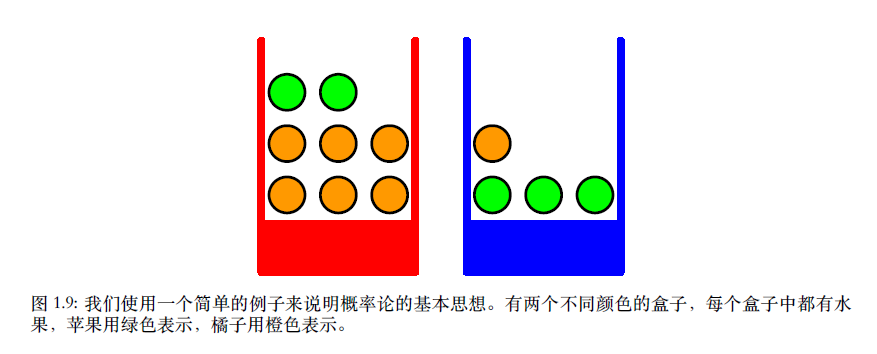 图 1.9: 我们使用一个简单的例子来说明概率论的基本思想。有两个不同颜色的盒子，每个盒子中都有水
果，苹果用绿色表示，橘子用橙色表示。